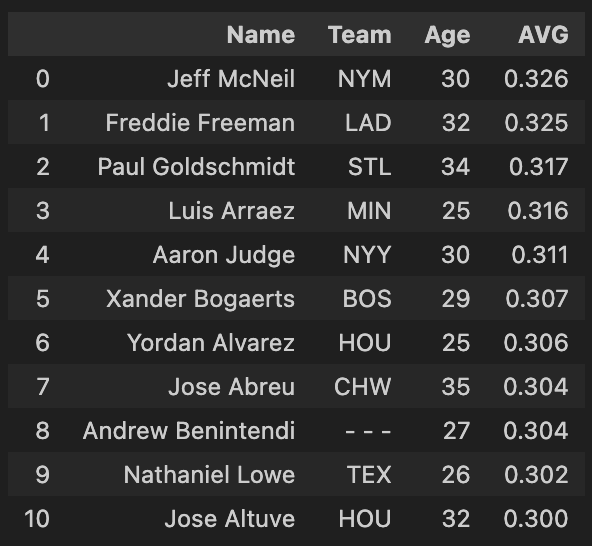 Name Team Age AVG
0 Jeff McNeil NYM 30 0.326
1 Freddie Freeman LAD 32 0.325
2 Paul Goldschmidt STL 34 0.317
3 Luis Arraez MIN 25 0.316
4 Aaron Judge NYY 30 0.311
5 Xander Bogaerts BOS 29 0.307
6 Yordan Alvarez HOU 25 0.306
7 Jose Abreu CHW 35 0.304
8 Andrew Benintendi - - - 27 0.304
9 Nathaniel Lowe TEX 26 0.302
10 Jose Altuve HOU 32 0.300